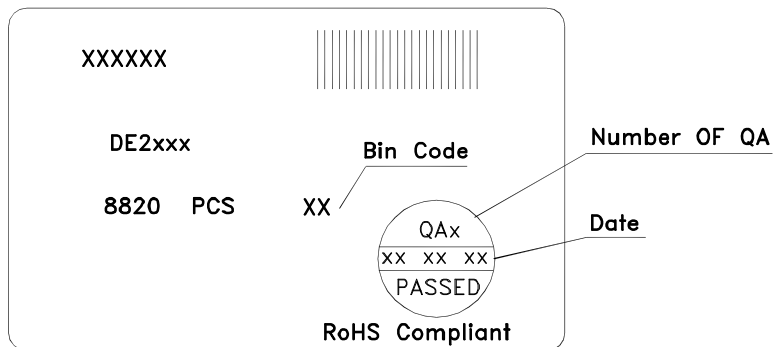 XXXXXX
DE2xxx
Bin Code
Number OF QA
8820 PCS XX
QAx
Date
XX XX XX
PASSED
RoHS Compliant